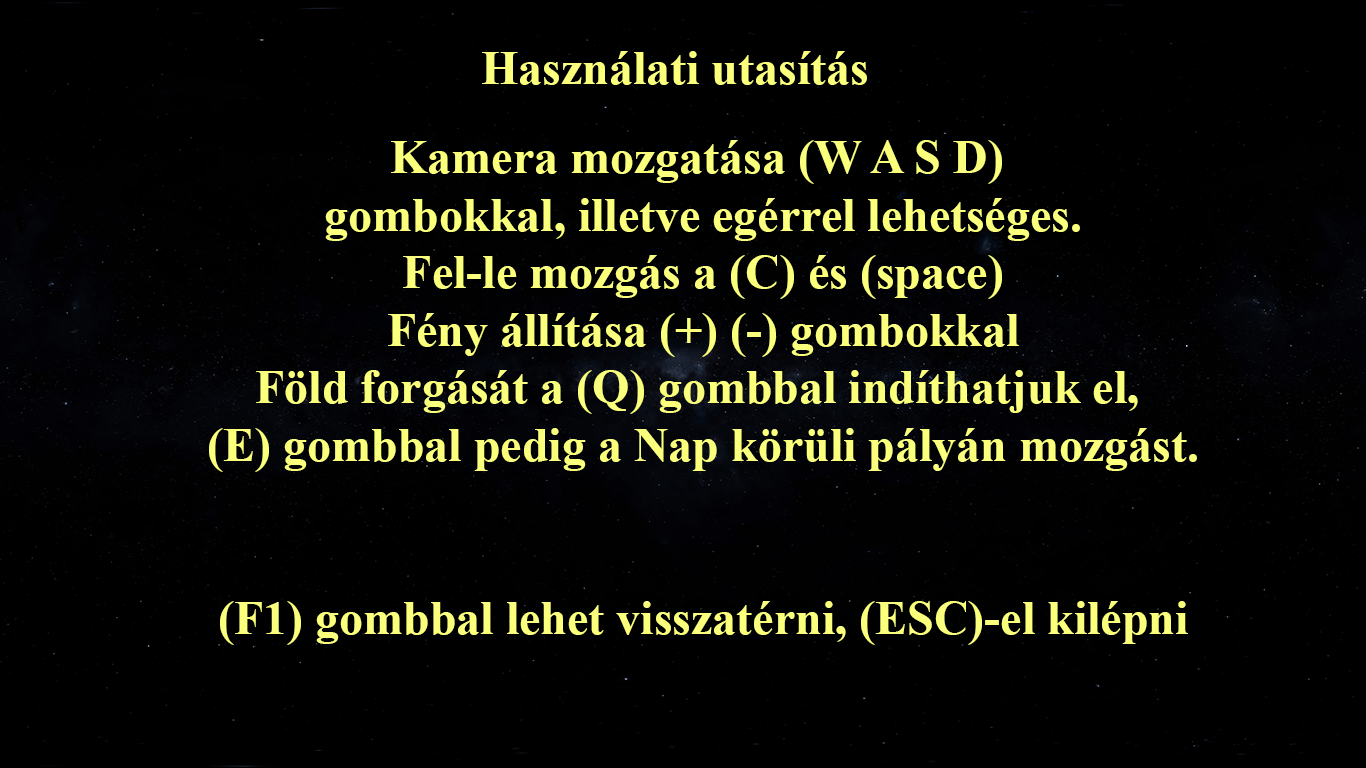 Használati utasítás
Kamera mozgatása (W A S D)
gombokkal, illetve egérrel lehetséges.
Fel-le mozgás a (C) és (space)
Fény állítása (+) (-) gombokkal
Föld forgását a (Q) gombbal indíthatjuk el,
(E) gombbal pedig a Nap körüli pályán mozgást.
(F1) gombbal lehet visszatérni, (ESC)-el kilépni